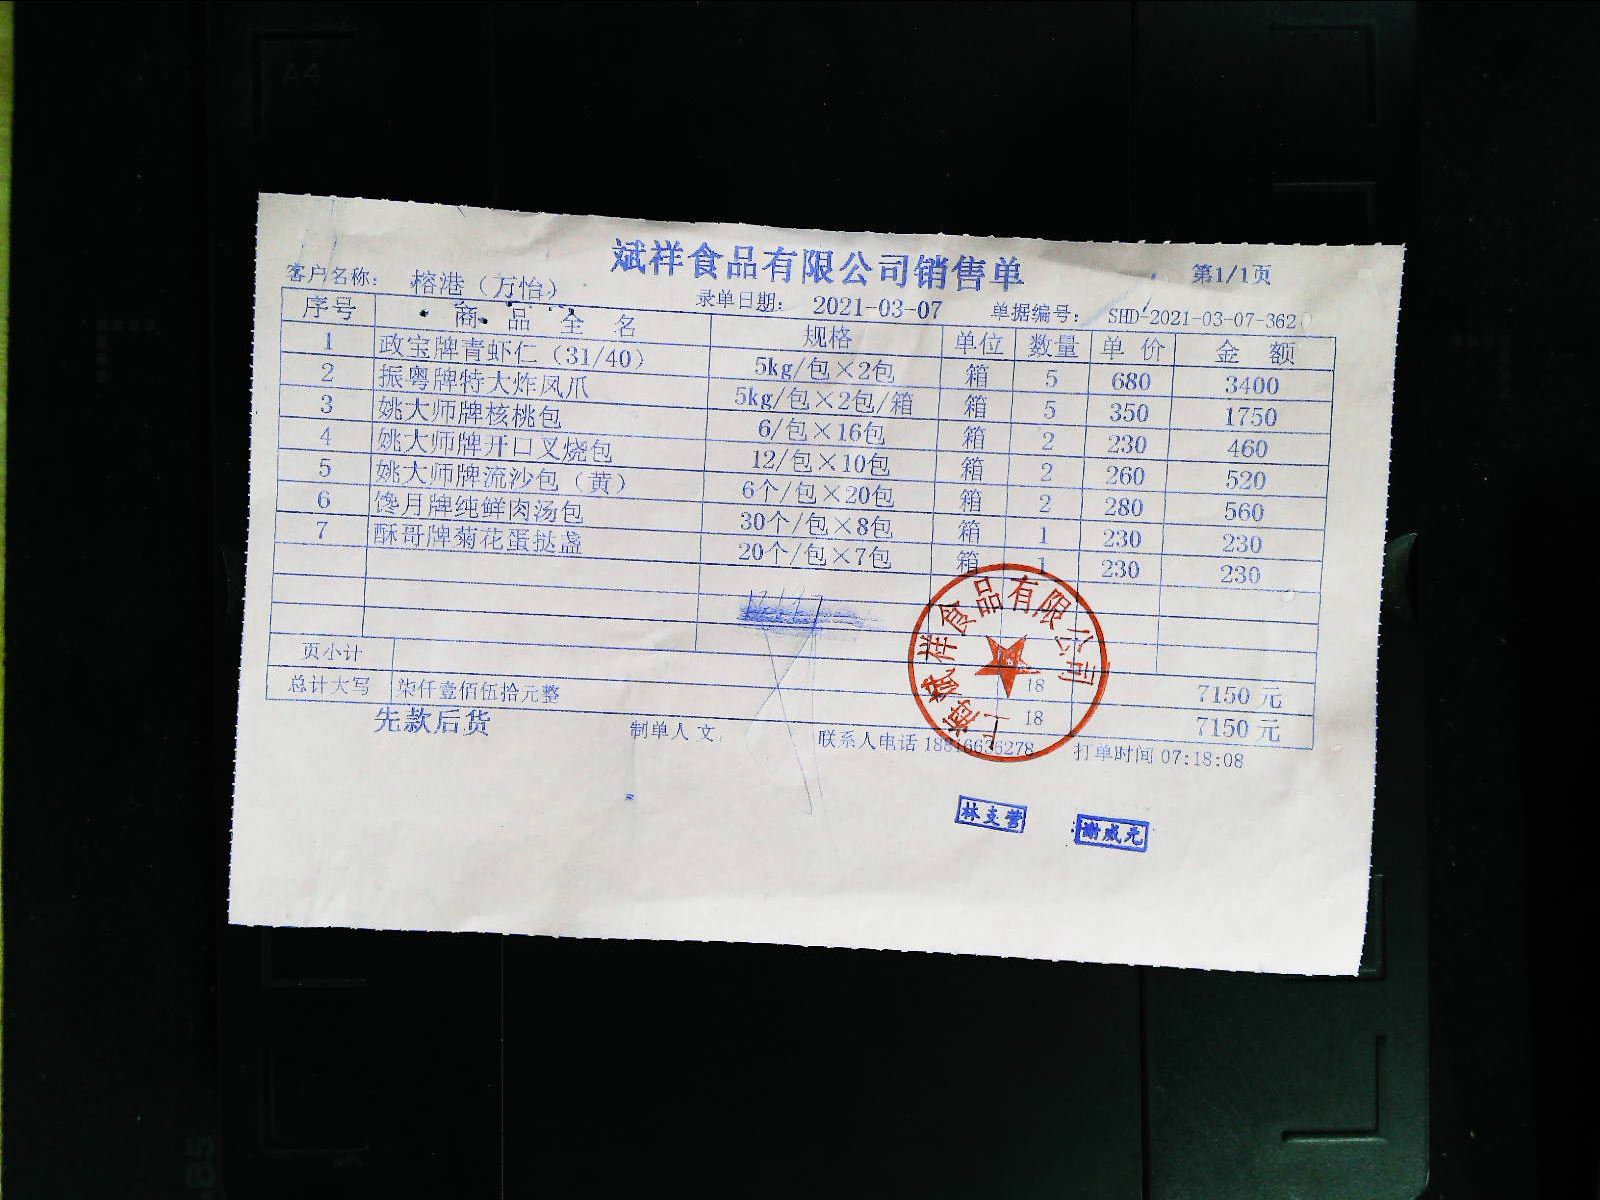 斌祥食品有限公司销售单
第1/1页
客户名称: 榕港（万怡） 录单日期: 2021-03-07 单据编号: SHD-2021-03-07-362
序号 商品全名 规格 单位 数量 单价 金额
1 政宝牌青虾仁（31/40） 5kg/包×2包 箱 5 680 3400
2 振粤牌特大炸凤爪 5kg/包×2包/箱 箱 5 350 1750
3 姚大师牌核桃包 6/包×16包 箱 2 230 460
4 姚大师牌开口叉烧包 12/包×10包 箱 2 260 520
5 姚大师牌流沙包（黄） 6个/包×20包 箱 2 280 560
6 馋月牌纯鲜肉汤包 30个/包×8包 箱 1 230 230
7 酥哥牌菊花蛋挞盏 20个/包×7包 箱 1 230 230
页小计 18 7150 元
总计大写 柒仟壹佰伍拾元整 18 7150 元
先款后货 制单人 文 联系人电话 18816636278 打单时间 07:18:08
上海斌祥食品有限公司
林支营
谢威元
A4